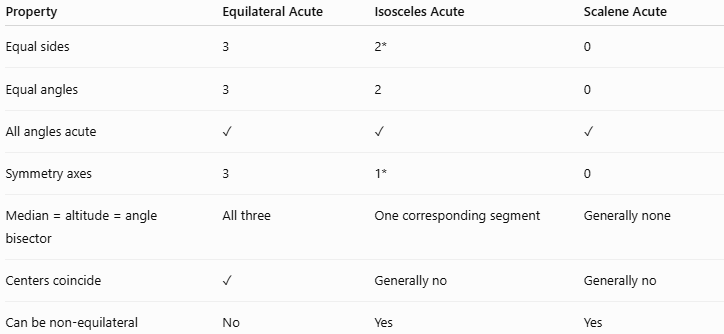 Property Equilateral Acute Isosceles Acute Scalene Acute
Equal sides 3 2* 0
Equal angles 3 2 0
All angles acute ✓ ✓ ✓
Symmetry axes 3 1* 0
Median = altitude = angle All three One corresponding segment Generally none
bisector
Centers coincide ✓ Generally no Generally no
Can be non-equilateral No Yes Yes